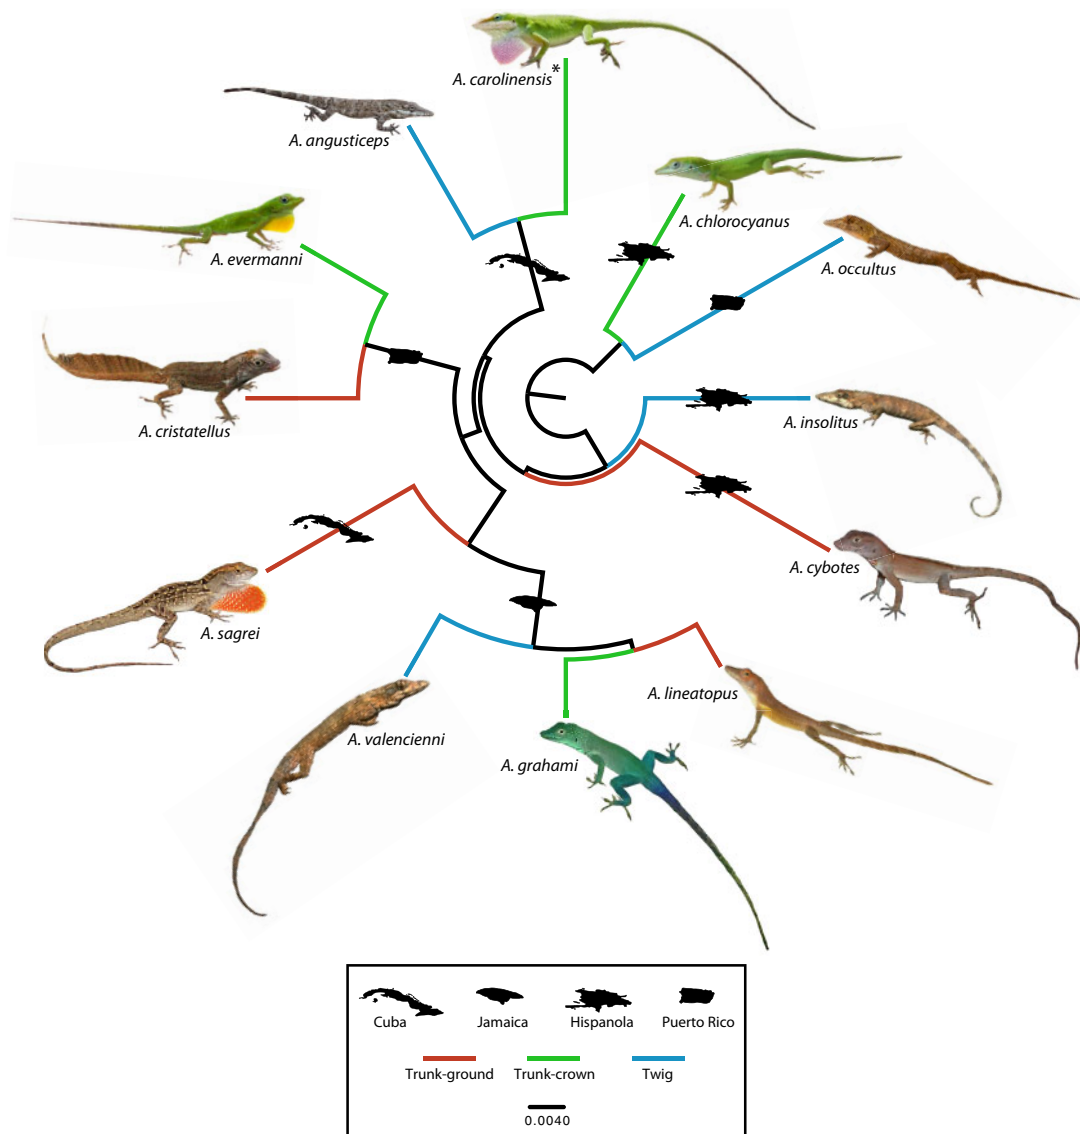 A. carolinensis*
A. angusticeps
A. chlorocyanus
A. evermanni
A. occultus
A. insolitus
A. cristatellus
A. cybotes
A. sagrei
A. lineatopus
A. valencienni
A. grahami
Cuba Jamaica Hispanola Puerto Rico
Trunk-ground Trunk-crown Twig
0.0040